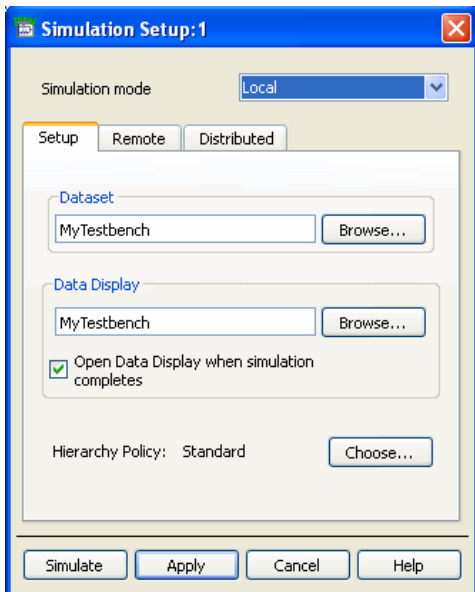 Simulation Setup:1
Simulation mode
Local
Setup
Remote
Distributed
Dataset
MyTestbench
Browse...
Data Display
MyTestbench
Browse...
Open Data Display when simulation
completes
Hierarchy Policy: Standard
Choose...
Simulate
Apply
Cancel
Help